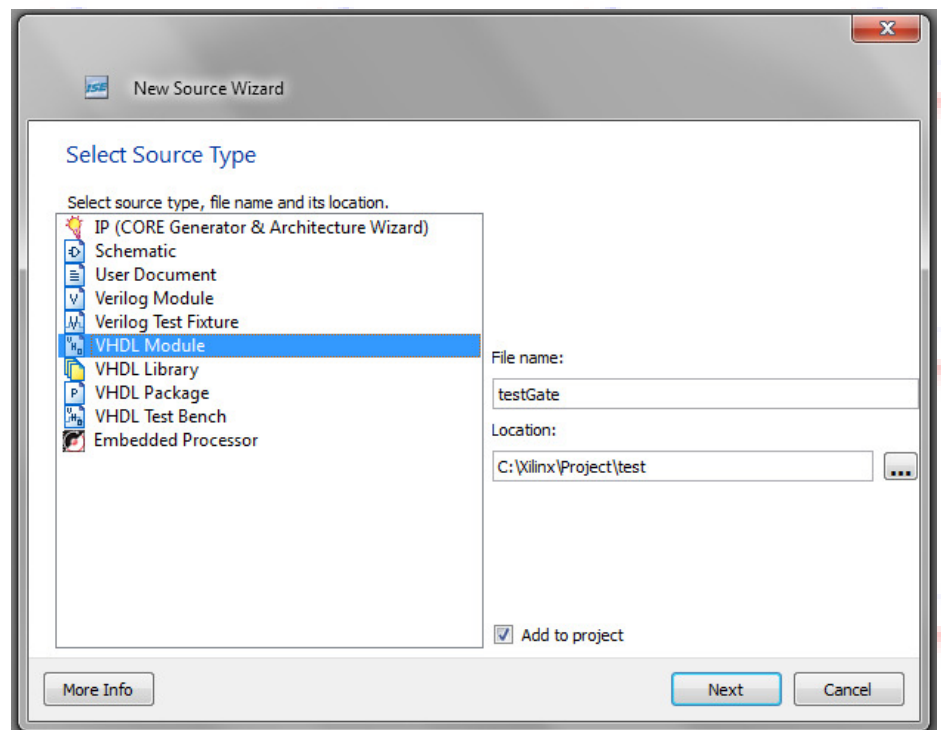 ISE New Source Wizard
Select Source Type
Select source type, file name and its location.
IP (CORE Generator & Architecture Wizard)
Schematic
User Document
V Verilog Module
Verilog Test Fixture
VHDL Module
VHDL Library
P VHDL Package
VHDL Test Bench
Embedded Processor
File name:
testGate
Location:
C:\Xilinx\Project\test
...
Add to project
More Info
Next
Cancel